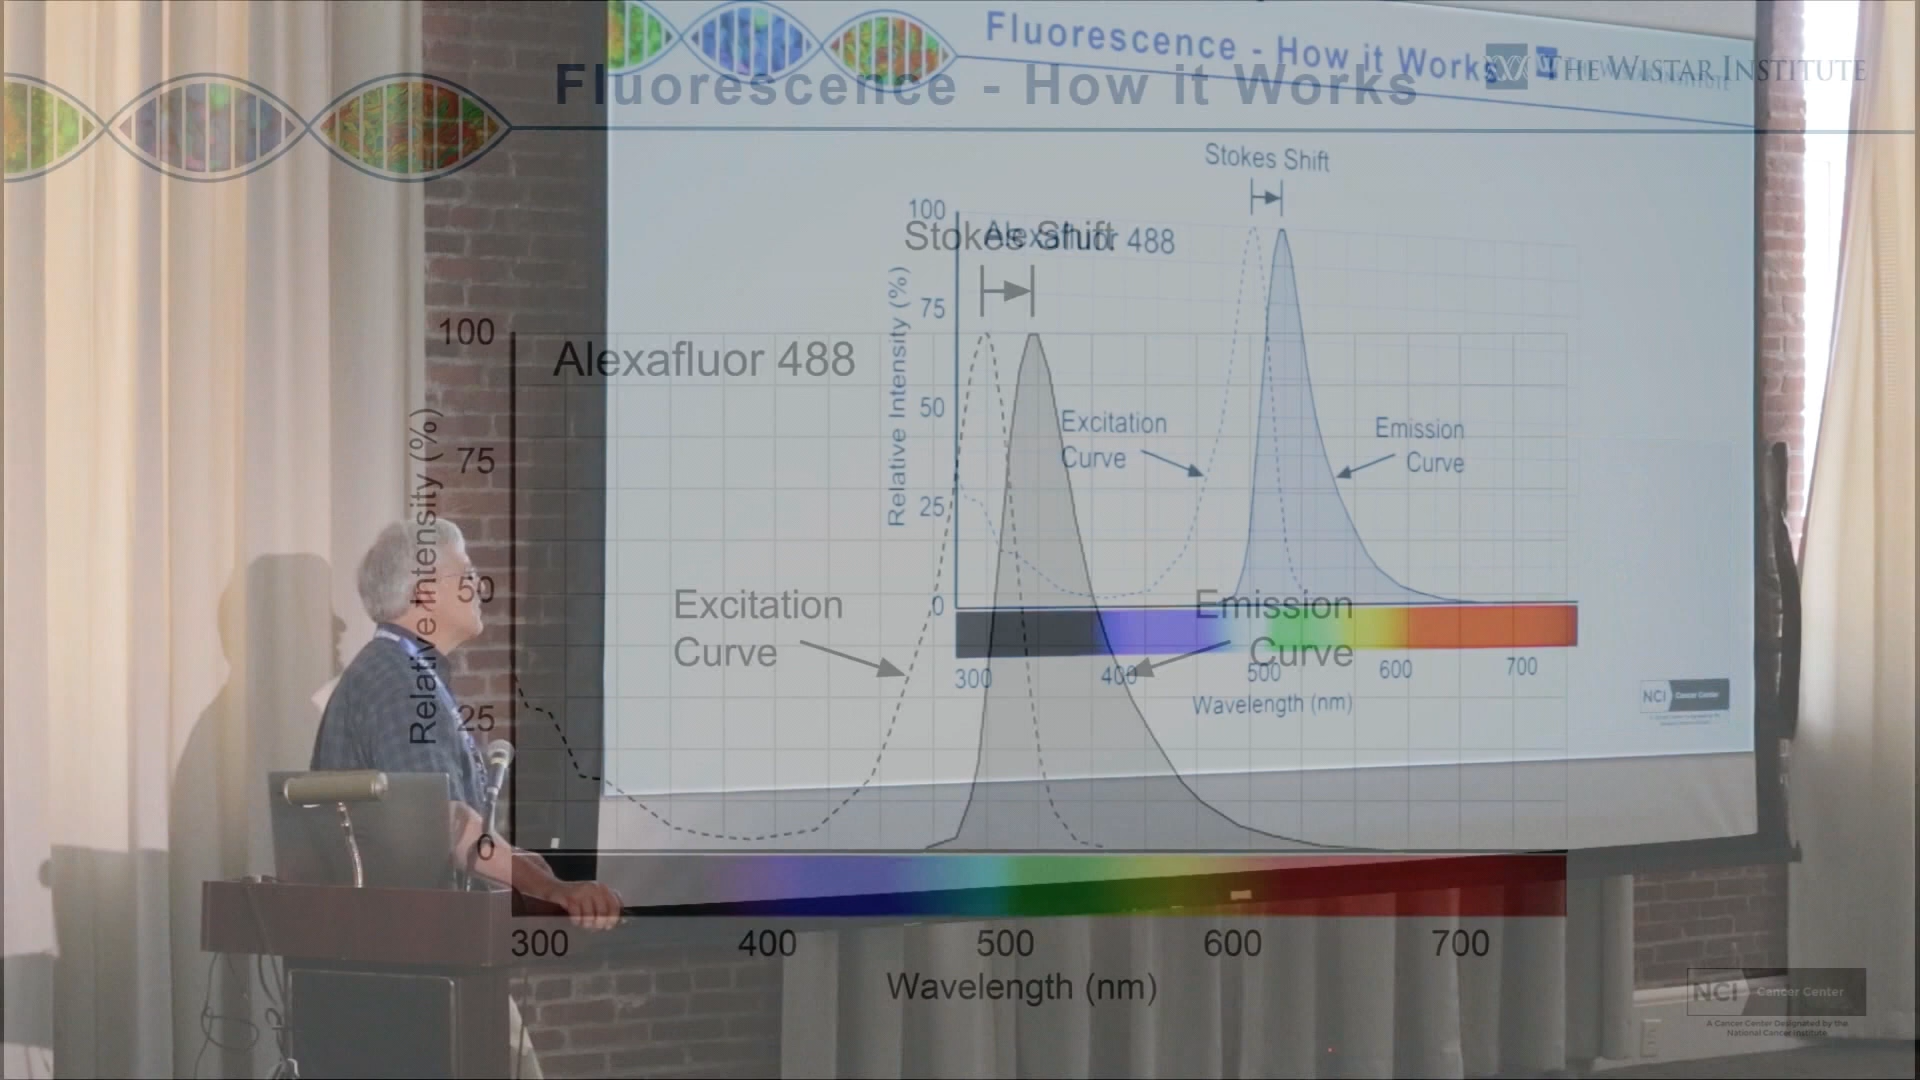 Fluorescence - How it Works
THE WISTAR INSTITUTE
Stokes Shift
Alexafluor 488
100
75
50
25
0
Relative Intensity (%)
Excitation
Curve
Emission
Curve
300 400 500 600 700
Wavelength (nm)
NCI Cancer Center
A Cancer Center Designated by the
National Cancer Institute
Fluorescence - How it Works
INSTITUTE
Stokes Shift
Alexafluor 488
100
75
50
25
0
Relative Intensity (%)
Excitation
Curve
Emission
Curve
300 400 500 600 700
Wavelength (nm)
NCI Cancer Center